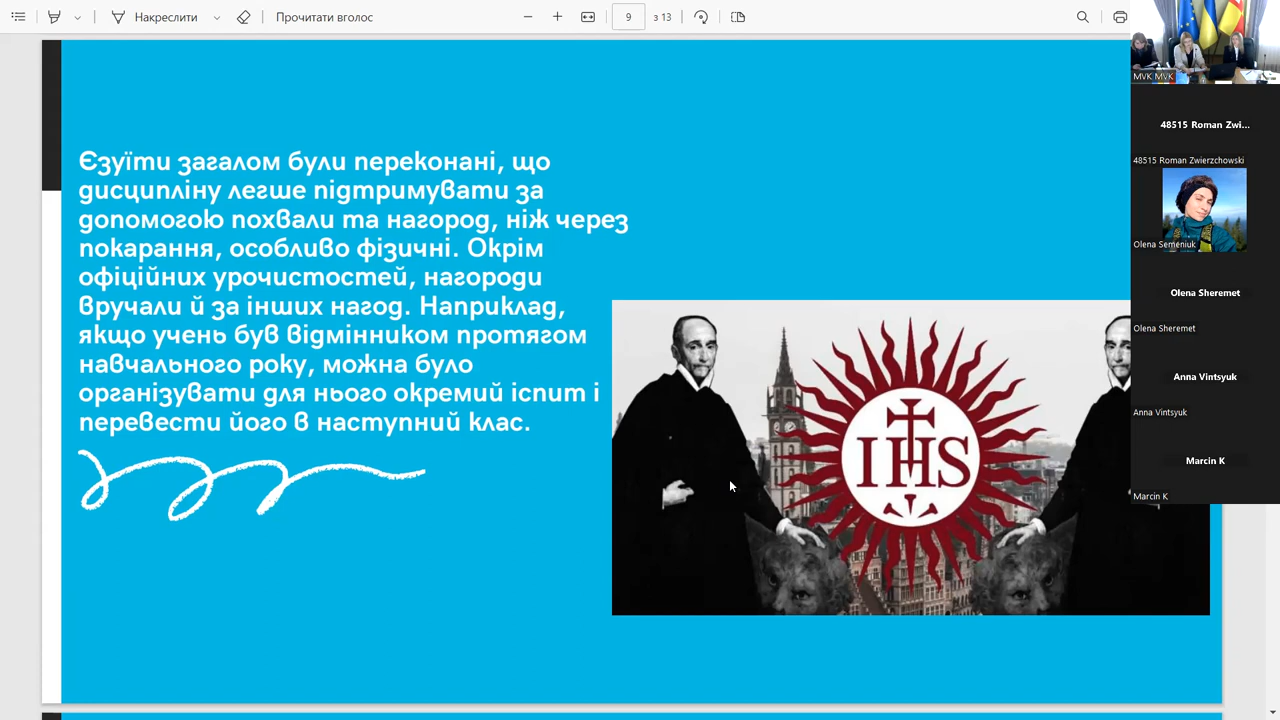 Накреслити
Прочитати вголос
9
з 13
MVK MVK
48515 Roman Zwi...
48515 Roman Zwierzchowski
Olena Semeniuk
Olena Sheremet
Olena Sheremet
Anna Vintsyuk
Anna Vintsyuk
Marcin K
Marcin K
Єзуїти загалом були переконані, що
дисципліну легше підтримувати за
допомогою похвали та нагород, ніж через
покарання, особливо фізичні. Окрім
офіційних урочистостей, нагороди
вручали й за інших нагод. Наприклад,
якщо учень був відмінником протягом
навчального року, можна було
організувати для нього окремий іспит і
перевести його в наступний клас.
IHS